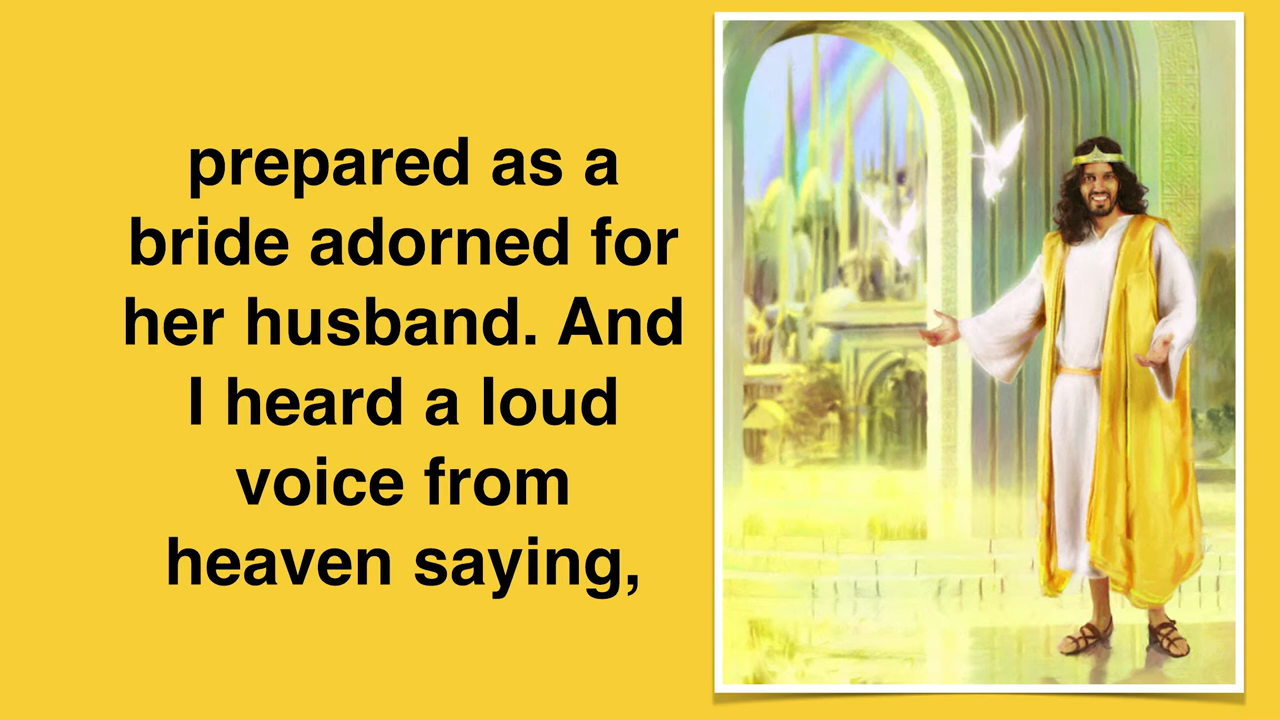 prepared as a
bride adorned for
her husband. And
I heard a loud
voice from
heaven saying,